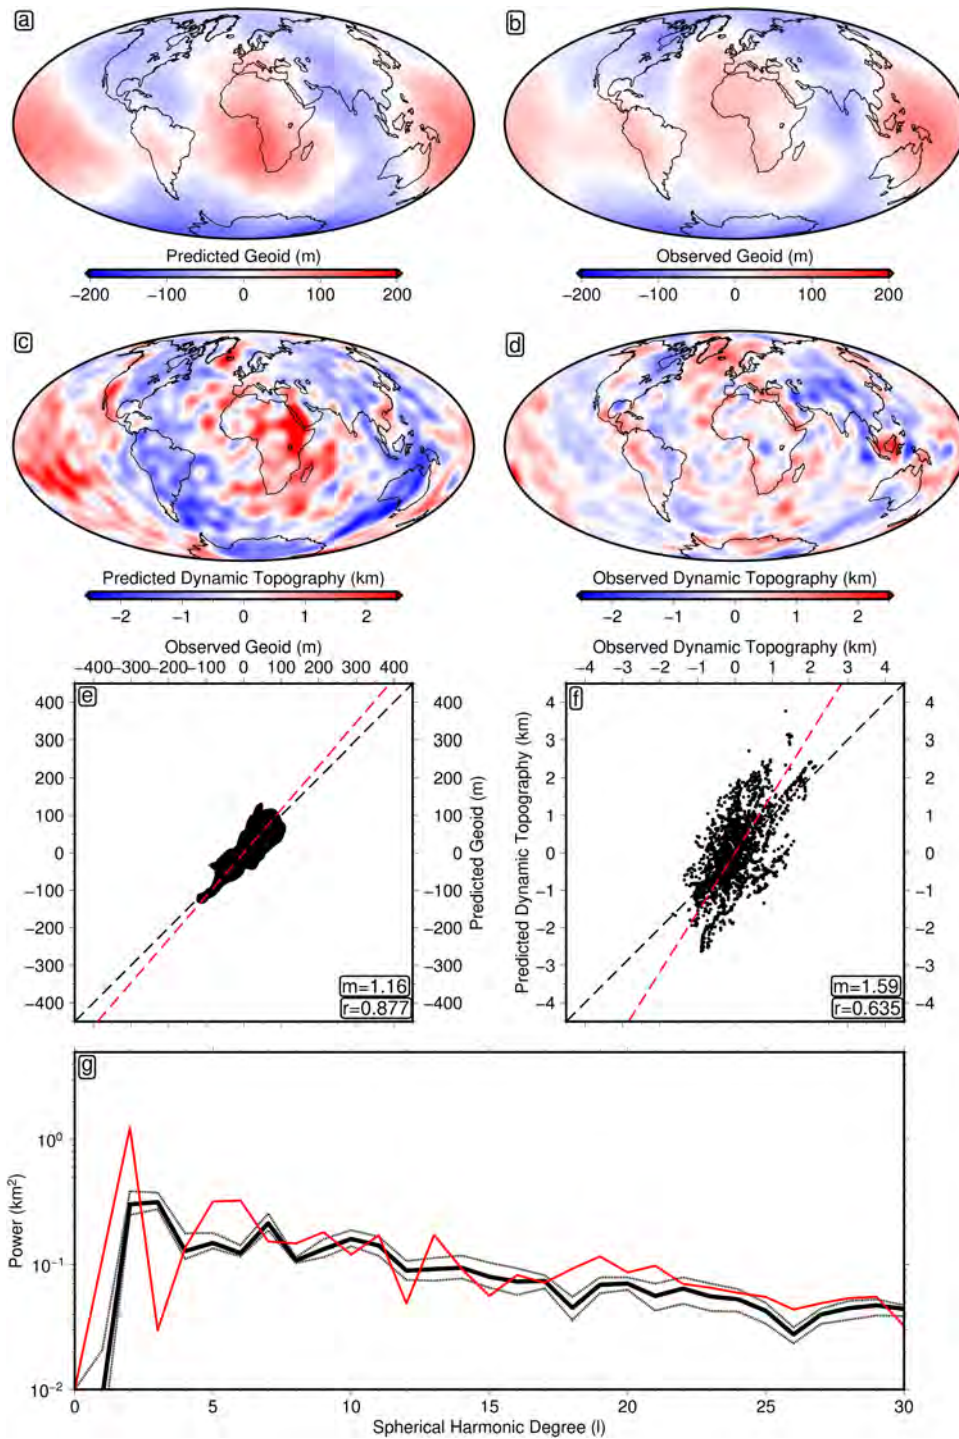 a
b
Predicted Geoid (m)
−200 −100 0 100 200
Observed Geoid (m)
−200 −100 0 100 200
c
d
Predicted Dynamic Topography (km)
−2 −1 0 1 2
Observed Dynamic Topography (km)
−2 −1 0 1 2
Observed Geoid (m)
−400−300−200−100 0 100 200 300 400
e
400
300
200
100
0
−100
−200
−300
−400
400
300
200
100
0
−100
−200
−300
−400
Predicted Geoid (m)
m=1.16
r=0.877
Observed Dynamic Topography (km)
−4 −3 −2 −1 0 1 2 3 4
f
Predicted Dynamic Topography (km)
4
3
2
1
0
−1
−2
−3
−4
4
3
2
1
0
−1
−2
−3
−4
m=1.59
r=0.635
g
Power (km²)
10⁰
10⁻¹
10⁻²
0 5 10 15 20 25 30
Spherical Harmonic Degree (l)